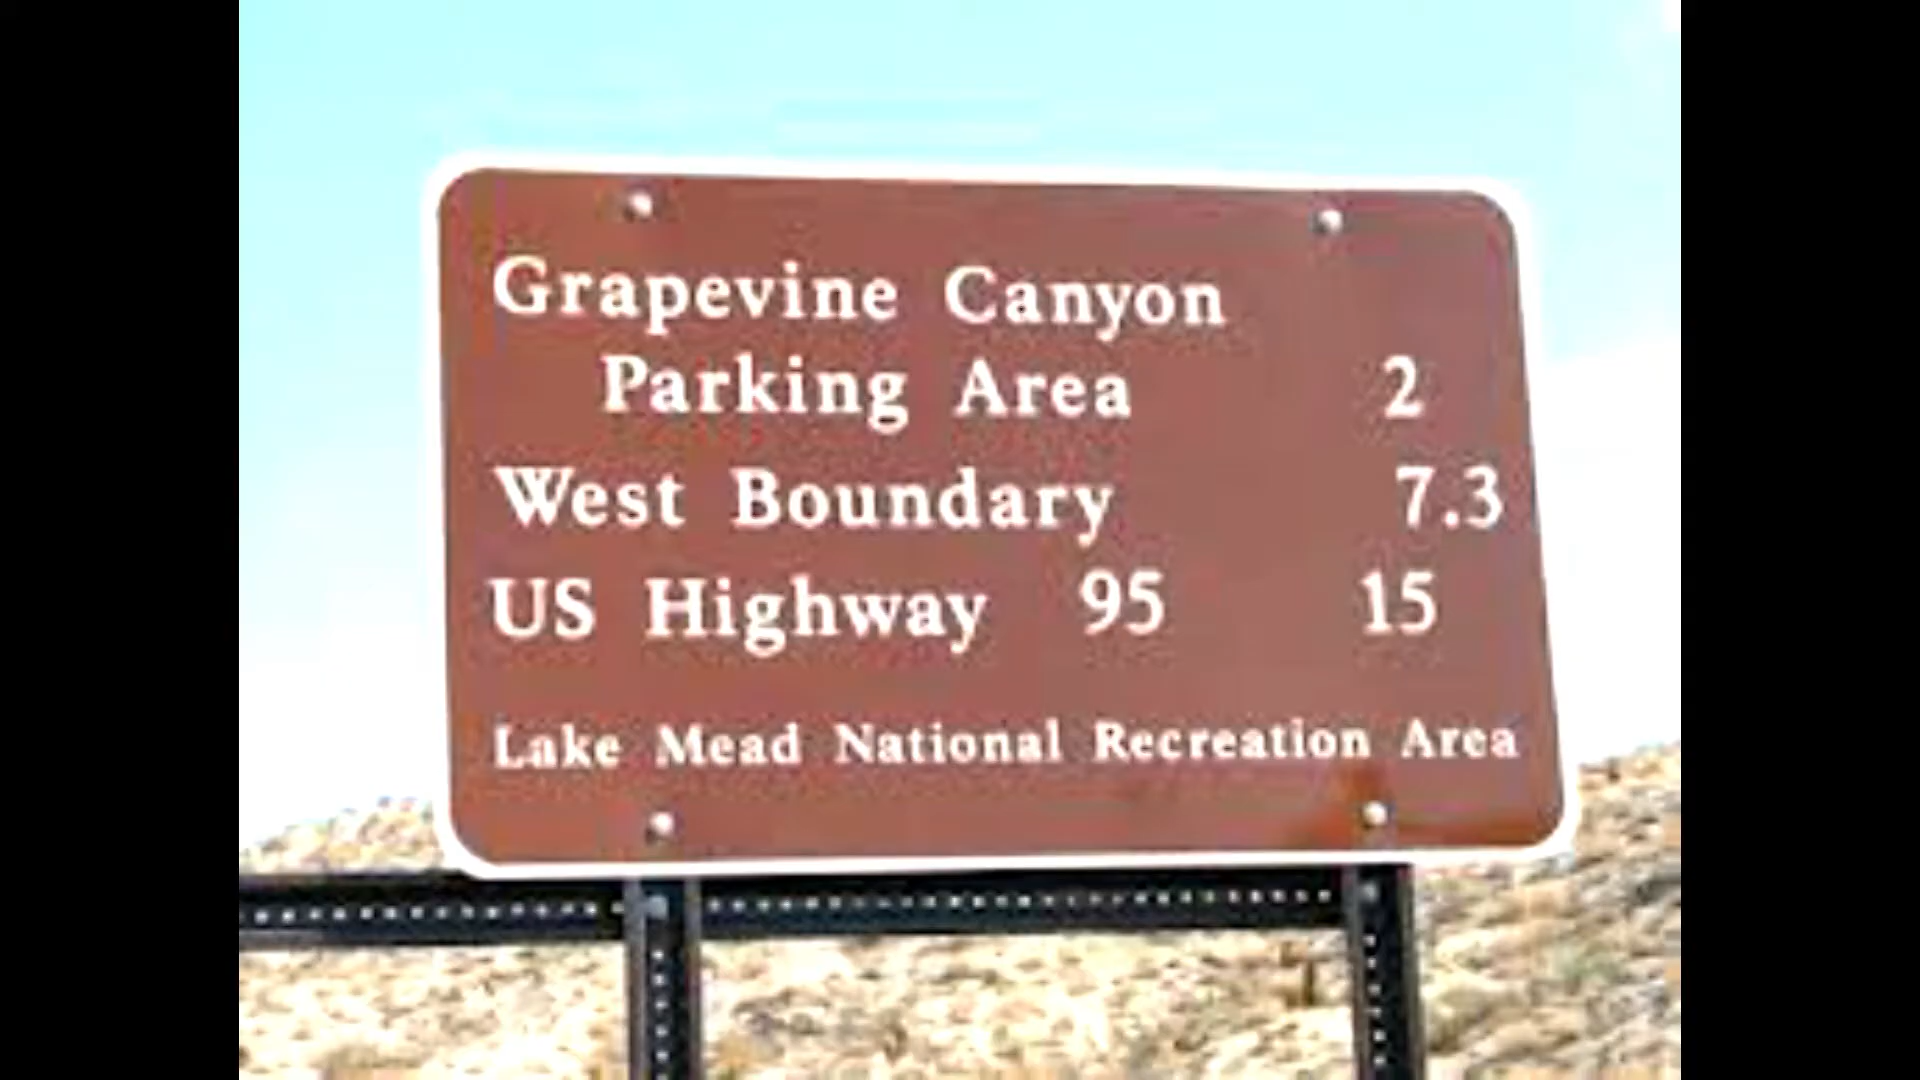 Grapevine Canyon
Parking Area 2
West Boundary 7.3
US Highway 95 15
Lake Mead National Recreation Area